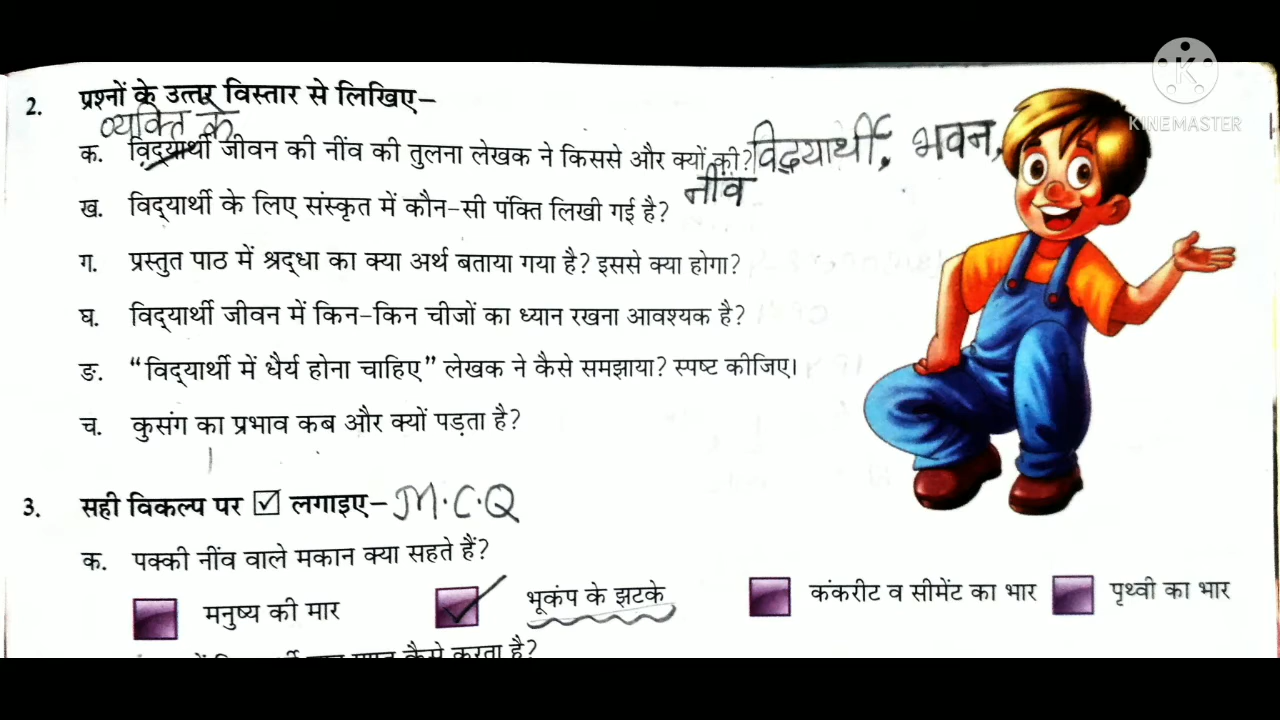 2. प्रश्नों के उत्तर विस्तार से लिखिए–
व्यक्ति के
क. विद्यार्थी जीवन की नींव की तुलना लेखक ने किससे और क्यों की? विद्यार्थी, भवन,
नींव
ख. विद्यार्थी के लिए संस्कृत में कौन-सी पंक्ति लिखी गई है?
ग. प्रस्तुत पाठ में श्रद्धा का क्या अर्थ बताया गया है? इससे क्या होगा?
घ. विद्यार्थी जीवन में किन-किन चीजों का ध्यान रखना आवश्यक है?
ङ. “विद्यार्थी में धैर्य होना चाहिए” लेखक ने कैसे समझाया? स्पष्ट कीजिए।
च. कुसंग का प्रभाव कब और क्यों पड़ता है?
3. सही विकल्प पर ☑ लगाइए– M.C.Q
क. पक्की नींव वाले मकान क्या सहते हैं?
मनुष्य की मार भूकंप के झटके कंकरीट व सीमेंट का भार पृथ्वी का भार
कैसे करता है?
KINEMASTER